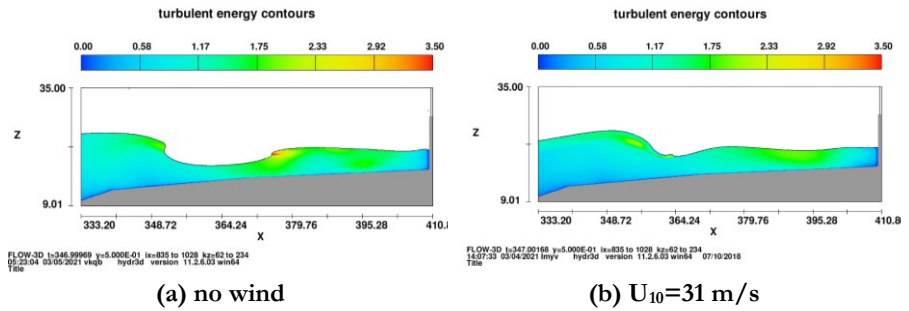 turbulent energy contours
0.00 0.58 1.17 1.75 2.33 2.92 3.50
35.00
Z
9.01
333.20 348.72 364.24 379.76 395.28 410.8
X
FLOW-3D t=346.99969 y=5.000E-01 ix=835 to 1028 kz=62 to 234
05:23:04 03/05/2021 vkqb hydr3d version 11.2.6.03 win64
Title
(a) no wind
turbulent energy contours
0.00 0.58 1.17 1.75 2.33 2.92 3.50
35.00
Z
9.01
333.20 348.72 364.24 379.76 395.28 410.8
X
FLOW-3D t=347.00168 y=5.000E-01 ix=835 to 1028 kz=62 to 234
14:07:33 03/04/2021 lmyv hydr3d version 11.2.6.03 win64 07/10/2018
Title
(b) U₁₀=31 m/s